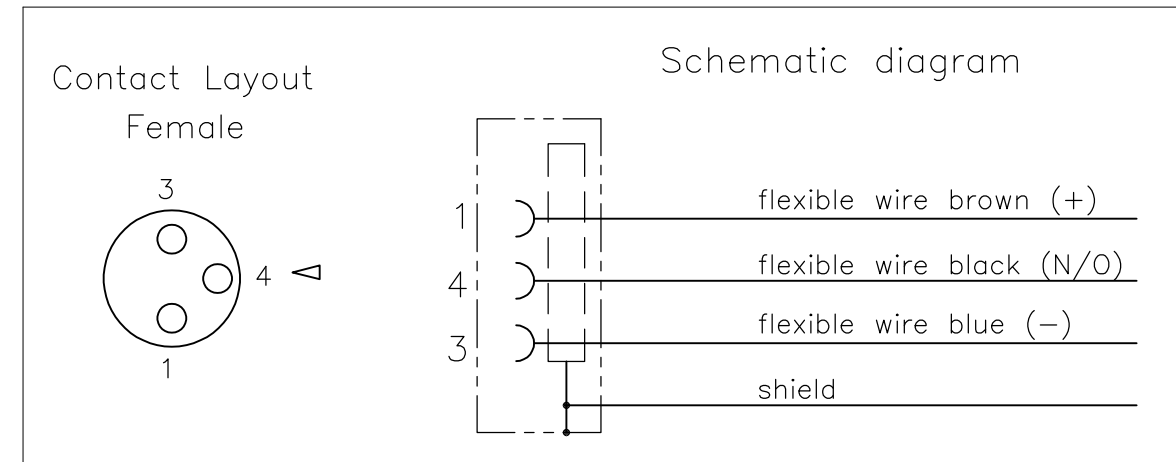 Contact Layout
Female
3
4
1
Schematic diagram
1 flexible wire brown (+)
4 flexible wire black (N/O)
3 flexible wire blue (-)
shield